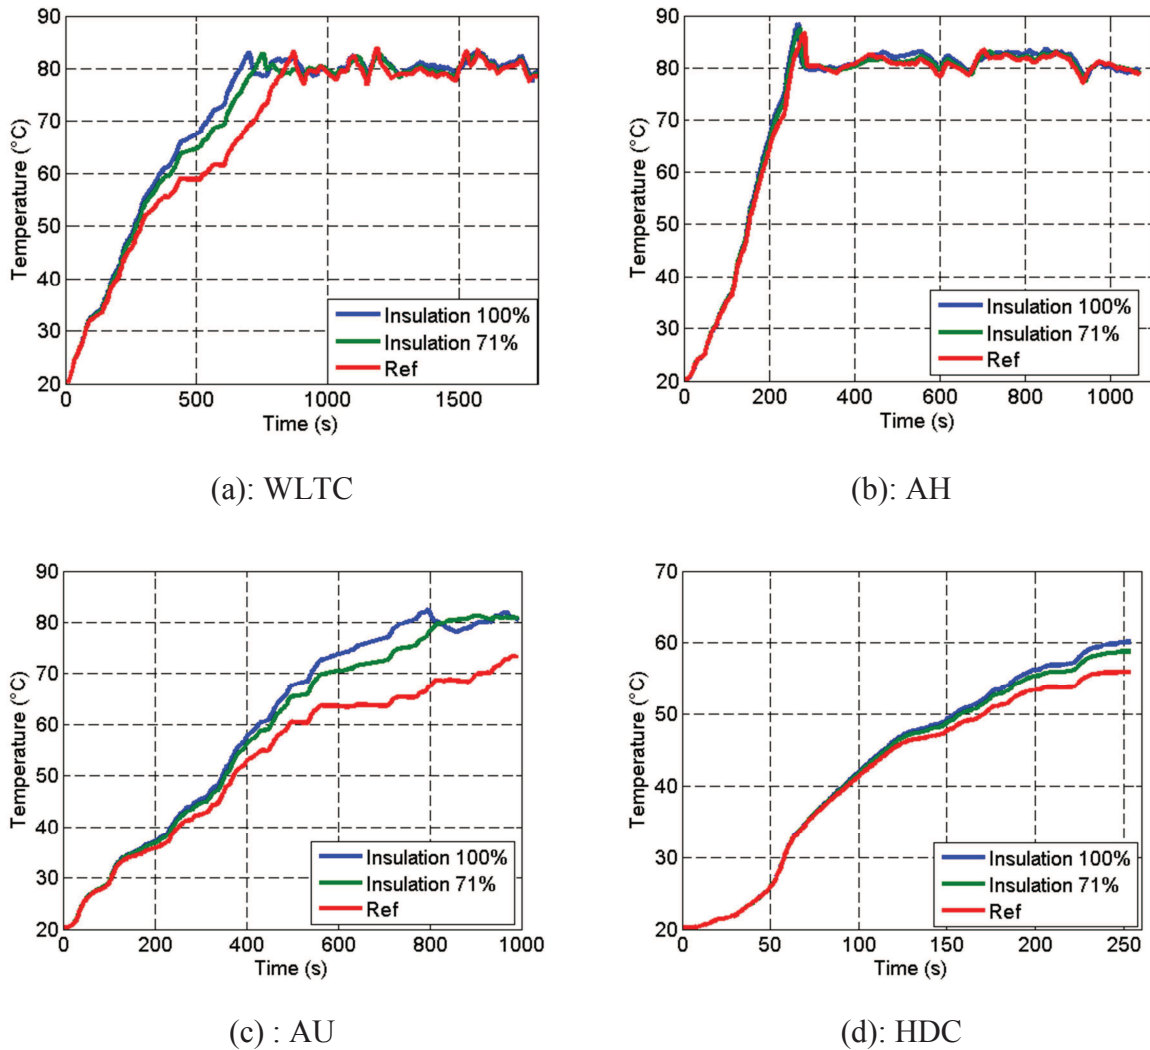 90
80
70
60
50
40
30
20
Temperature (°C)
0 500 1000 1500
Time (s)
Insulation 100%
Insulation 71%
Ref
(a): WLTC
90
80
70
60
50
40
30
20
Temperature (°C)
0 200 400 600 800 1000
Time (s)
Insulation 100%
Insulation 71%
Ref
(b): AH
90
80
70
60
50
40
30
20
Temperature (°C)
0 200 400 600 800 1000
Time (s)
Insulation 100%
Insulation 71%
Ref
(c) : AU
70
60
50
40
30
20
Temperature (°C)
0 50 100 150 200 250
Time (s)
Insulation 100%
Insulation 71%
Ref
(d): HDC